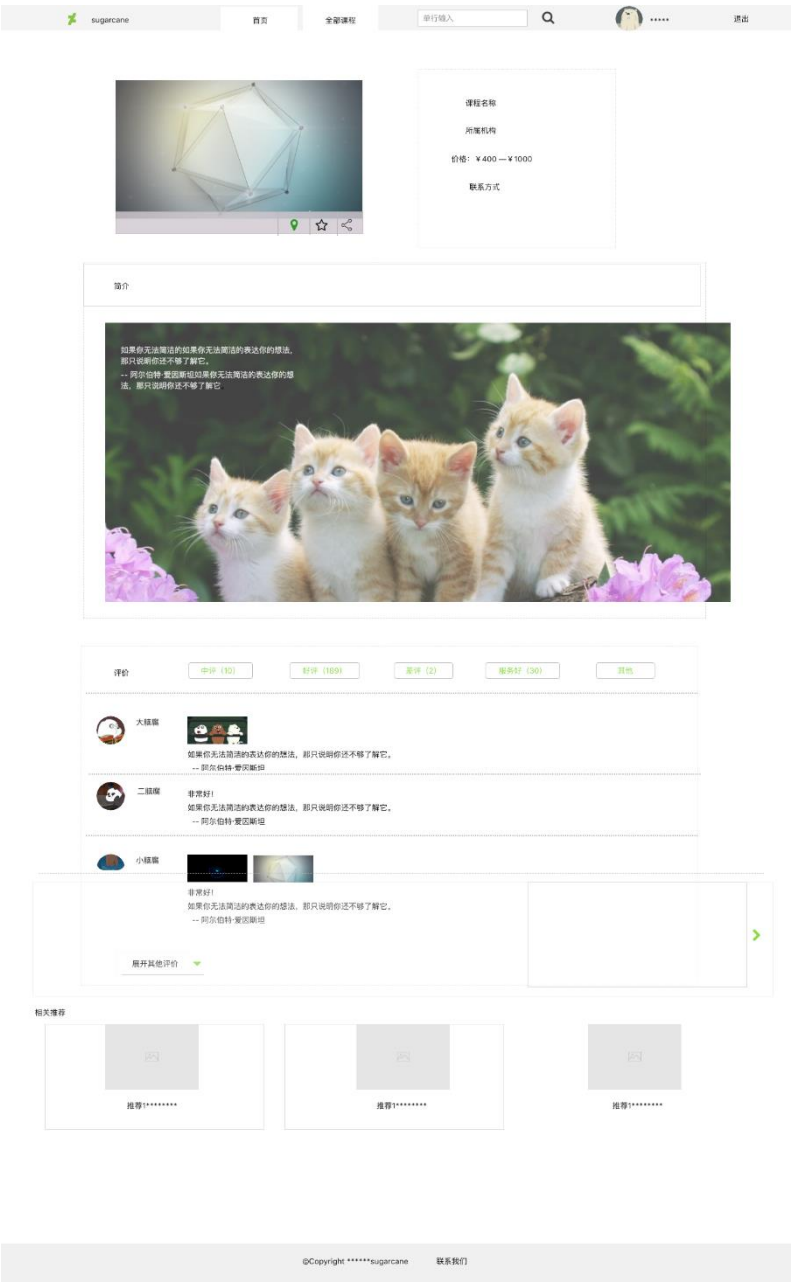 sugarcane
首页
全部课程
单行输入
*****
退出
课程名称
所属机构
价格：￥400 —￥1000
联系方式
简介
如果你无法简洁的如果你无法简洁的表达你的想法，
那只说明你还不够了解它。
-- 阿尔伯特·爱因斯坦如果你无法简洁的表达你的想
法，那只说明你还不够了解它
评价
中评（10）
好评（189）
差评（2）
服务好（30）
其他
如果你无法简洁的表达你的想法，那只说明你还不够了解它。
-- 阿尔伯特·爱因斯坦
非常好！
如果你无法简洁的表达你的想法，那只说明你还不够了解它。
-- 阿尔伯特·爱因斯坦
非常好！
如果你无法简洁的表达你的想法，那只说明你还不够了解它。
-- 阿尔伯特·爱因斯坦
展开其他评价
相关推荐
推荐1********
推荐1********
推荐1********
©Copyright ******sugarcane
联系我们